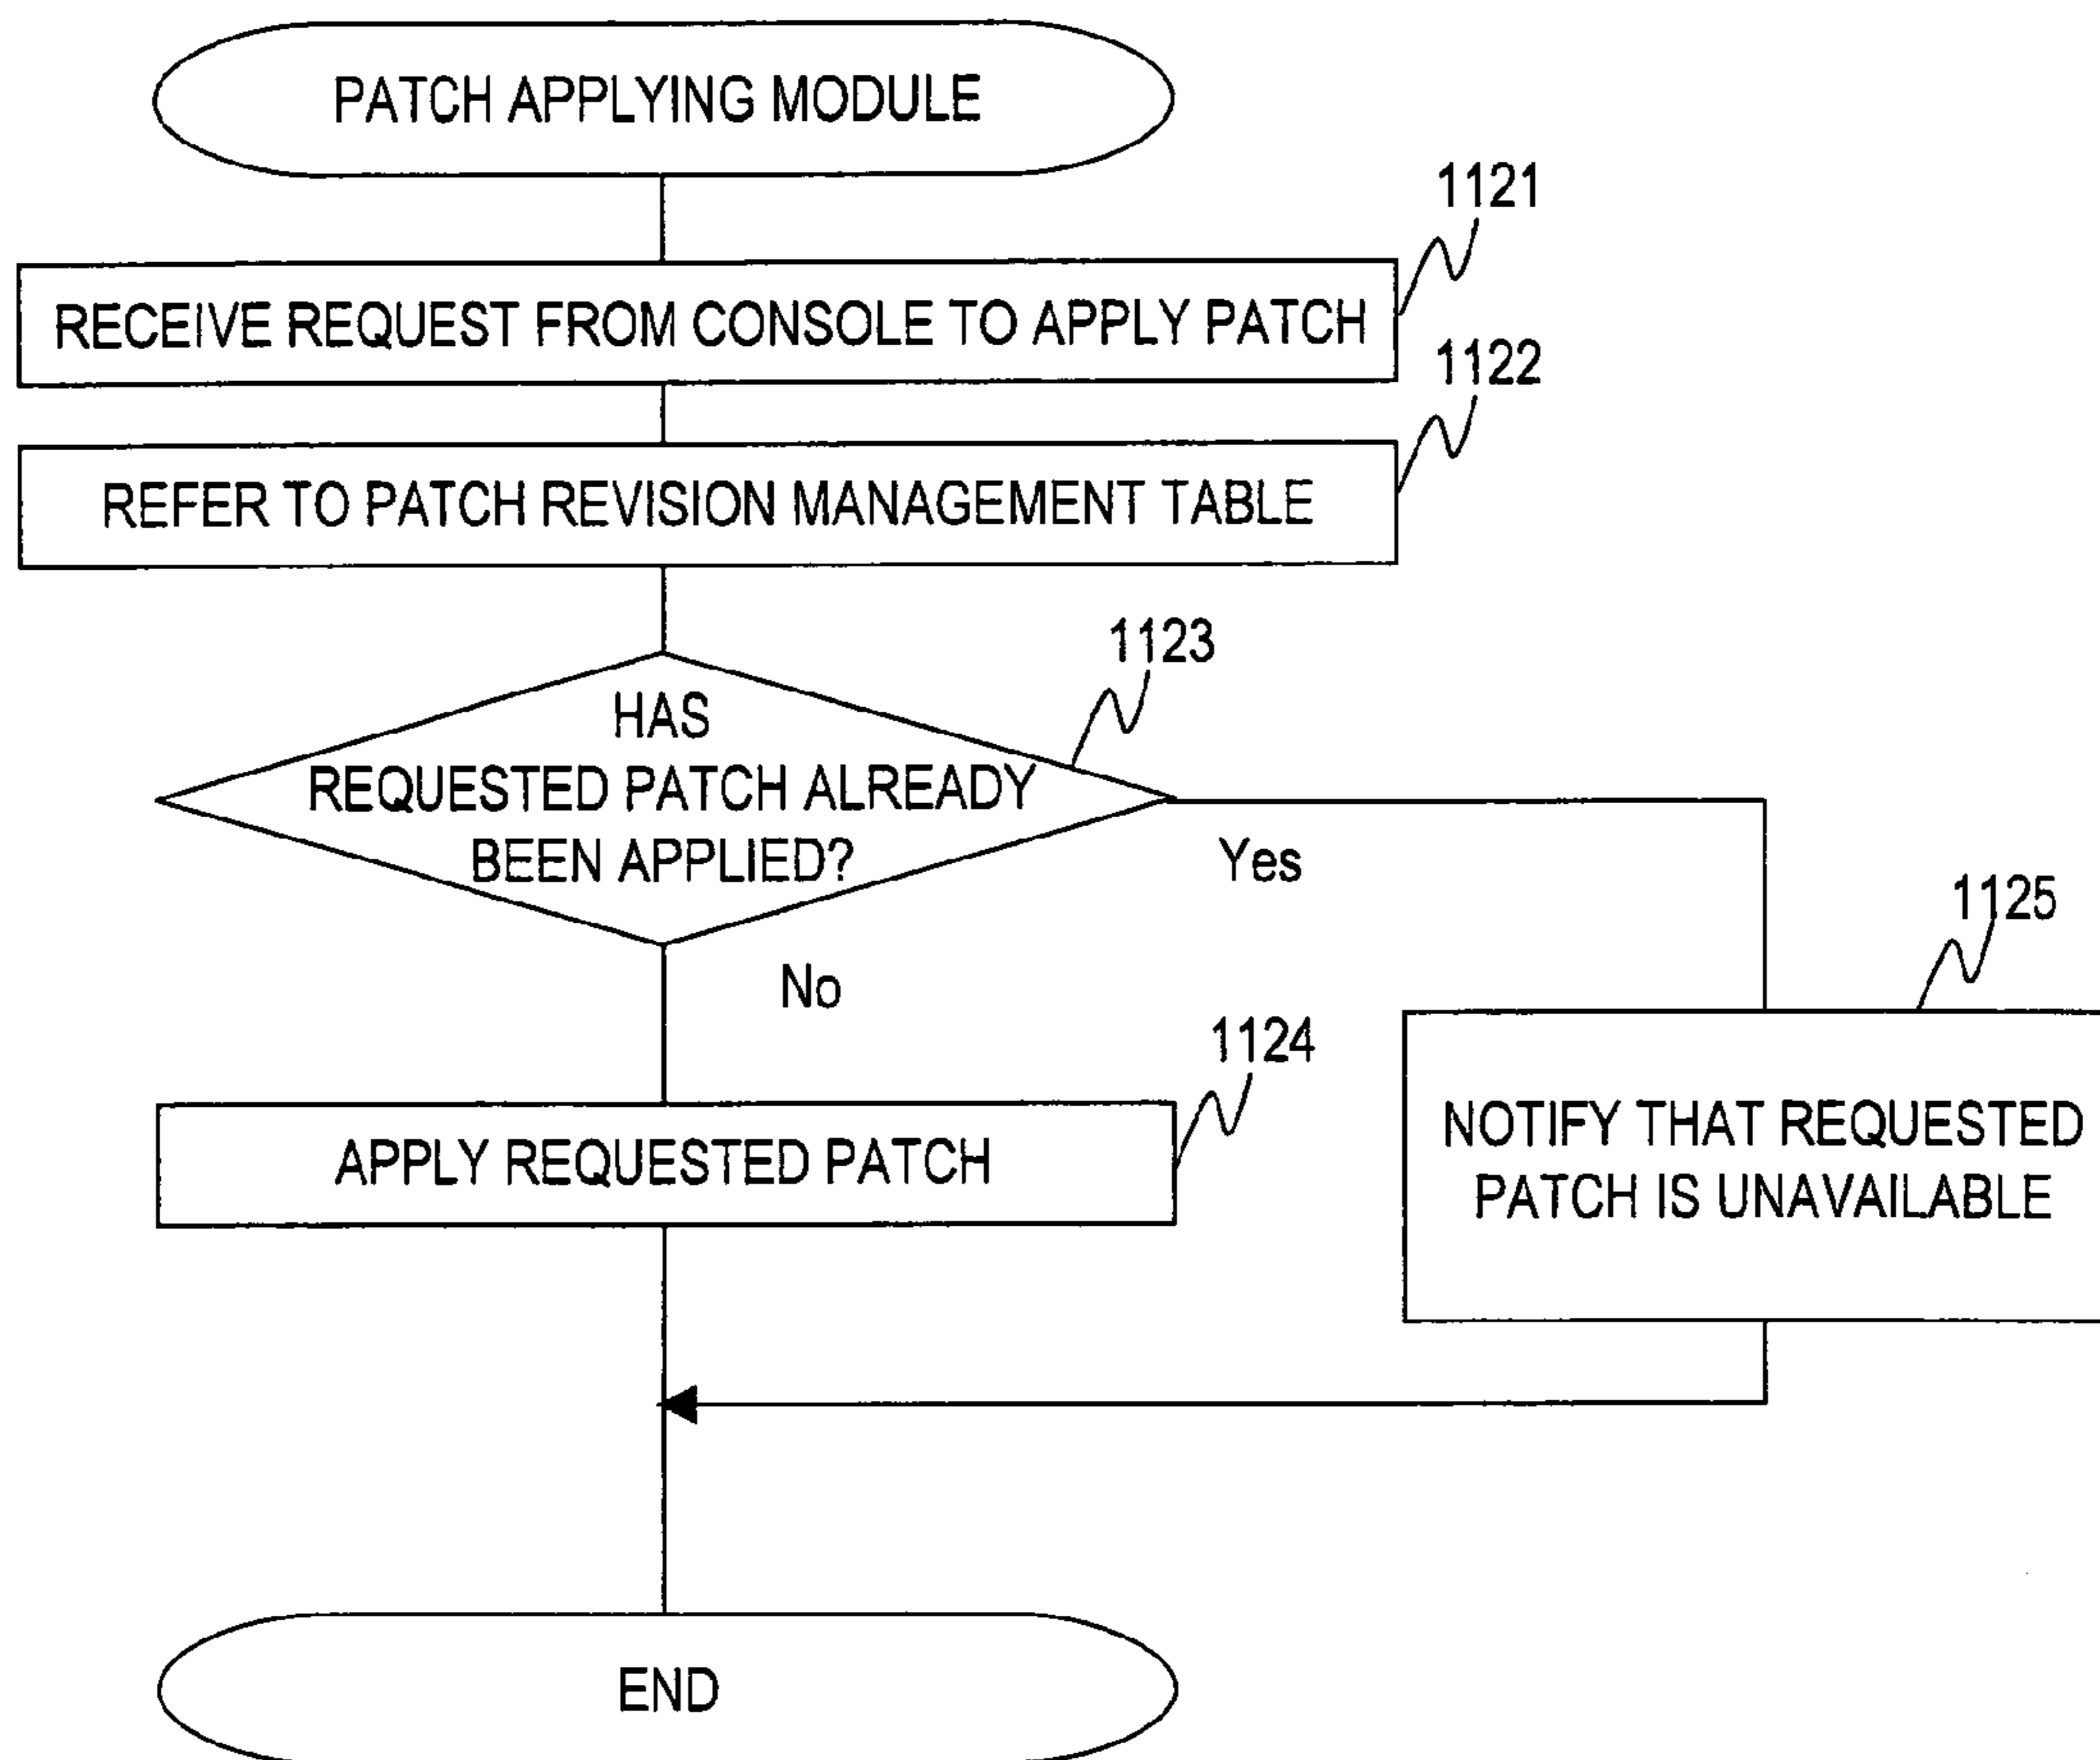 PATCH APPLYING MODULE
1121
RECEIVE REQUEST FROM CONSOLE TO APPLY PATCH
1122
REFER TO PATCH REVISION MANAGEMENT TABLE
1123
HAS
REQUESTED PATCH ALREADY
BEEN APPLIED?
Yes
No
1125
1124
NOTIFY THAT REQUESTED
PATCH IS UNAVAILABLE
APPLY REQUESTED PATCH
END